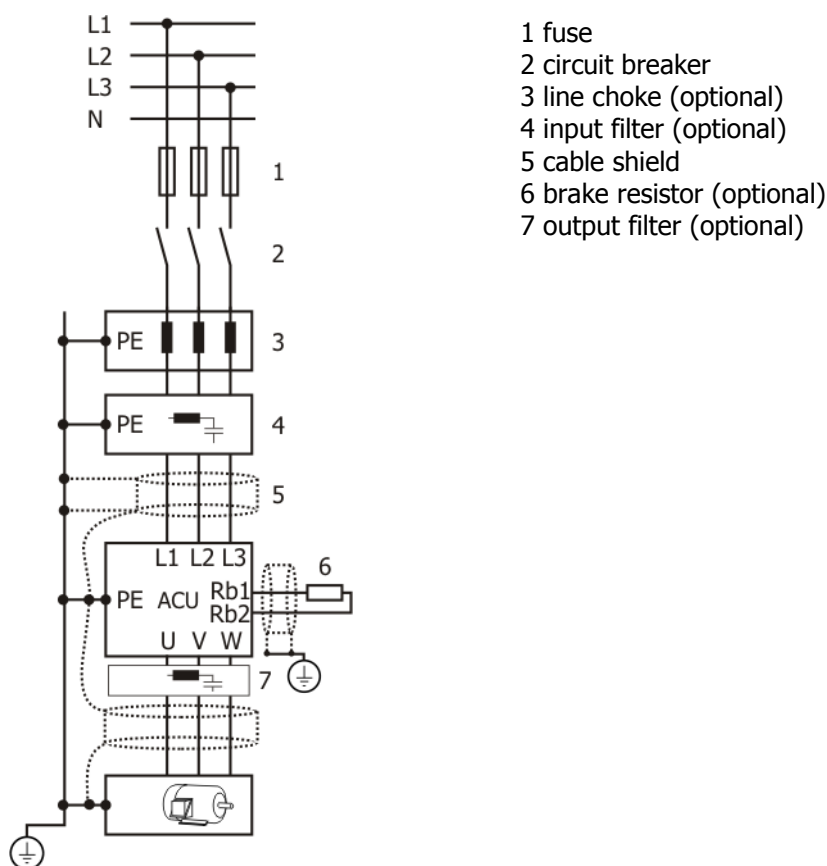 L1
L2
L3
N
1
2
PE 3
PE 4
5
L1 L2 L3
6
Rb1
PE ACU
Rb2
U V W
7
1 fuse
2 circuit breaker
3 line choke (optional)
4 input filter (optional)
5 cable shield
6 brake resistor (optional)
7 output filter (optional)